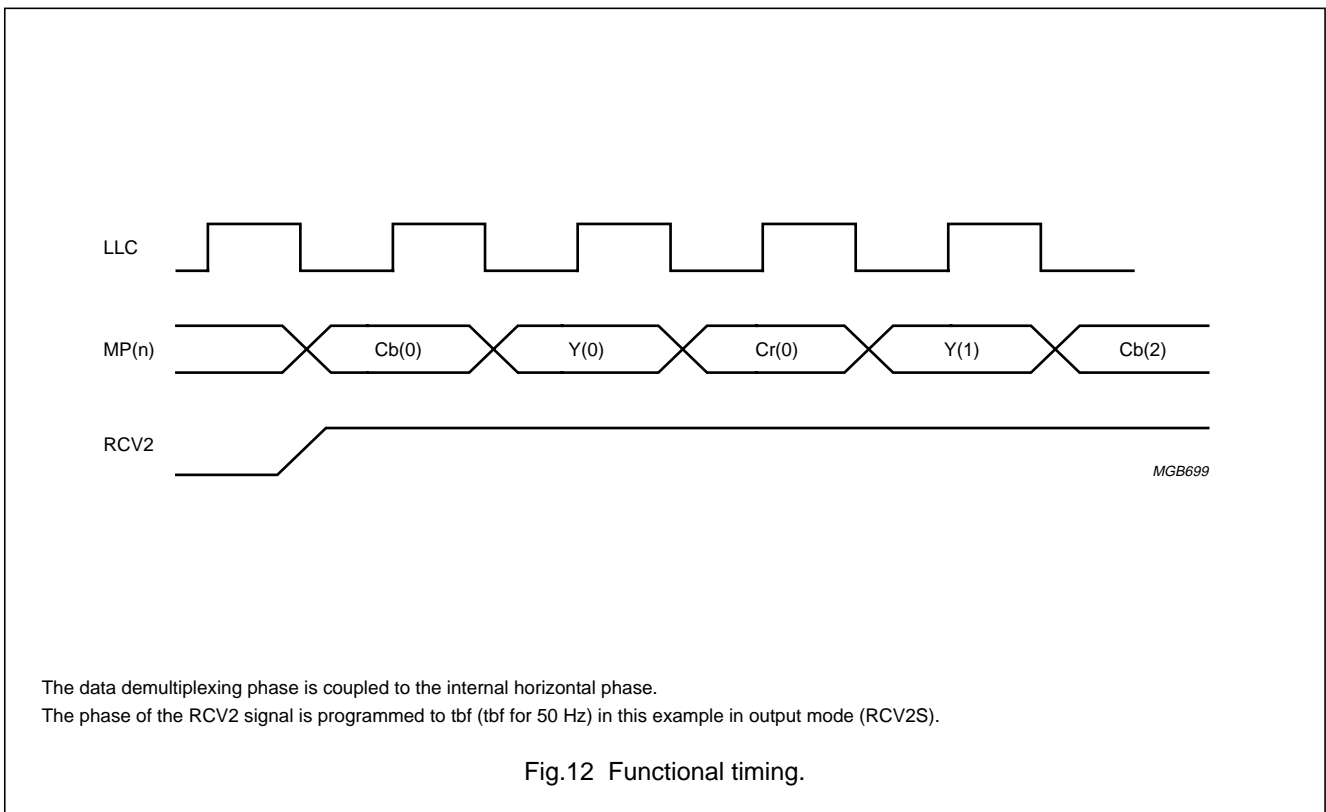 LLC
MP(n) Cb(0) Y(0) Cr(0) Y(1) Cb(2)
RCV2
MGB699
The data demultiplexing phase is coupled to the internal horizontal phase.
The phase of the RCV2 signal is programmed to tbf (tbf for 50 Hz) in this example in output mode (RCV2S).
Fig.12 Functional timing.